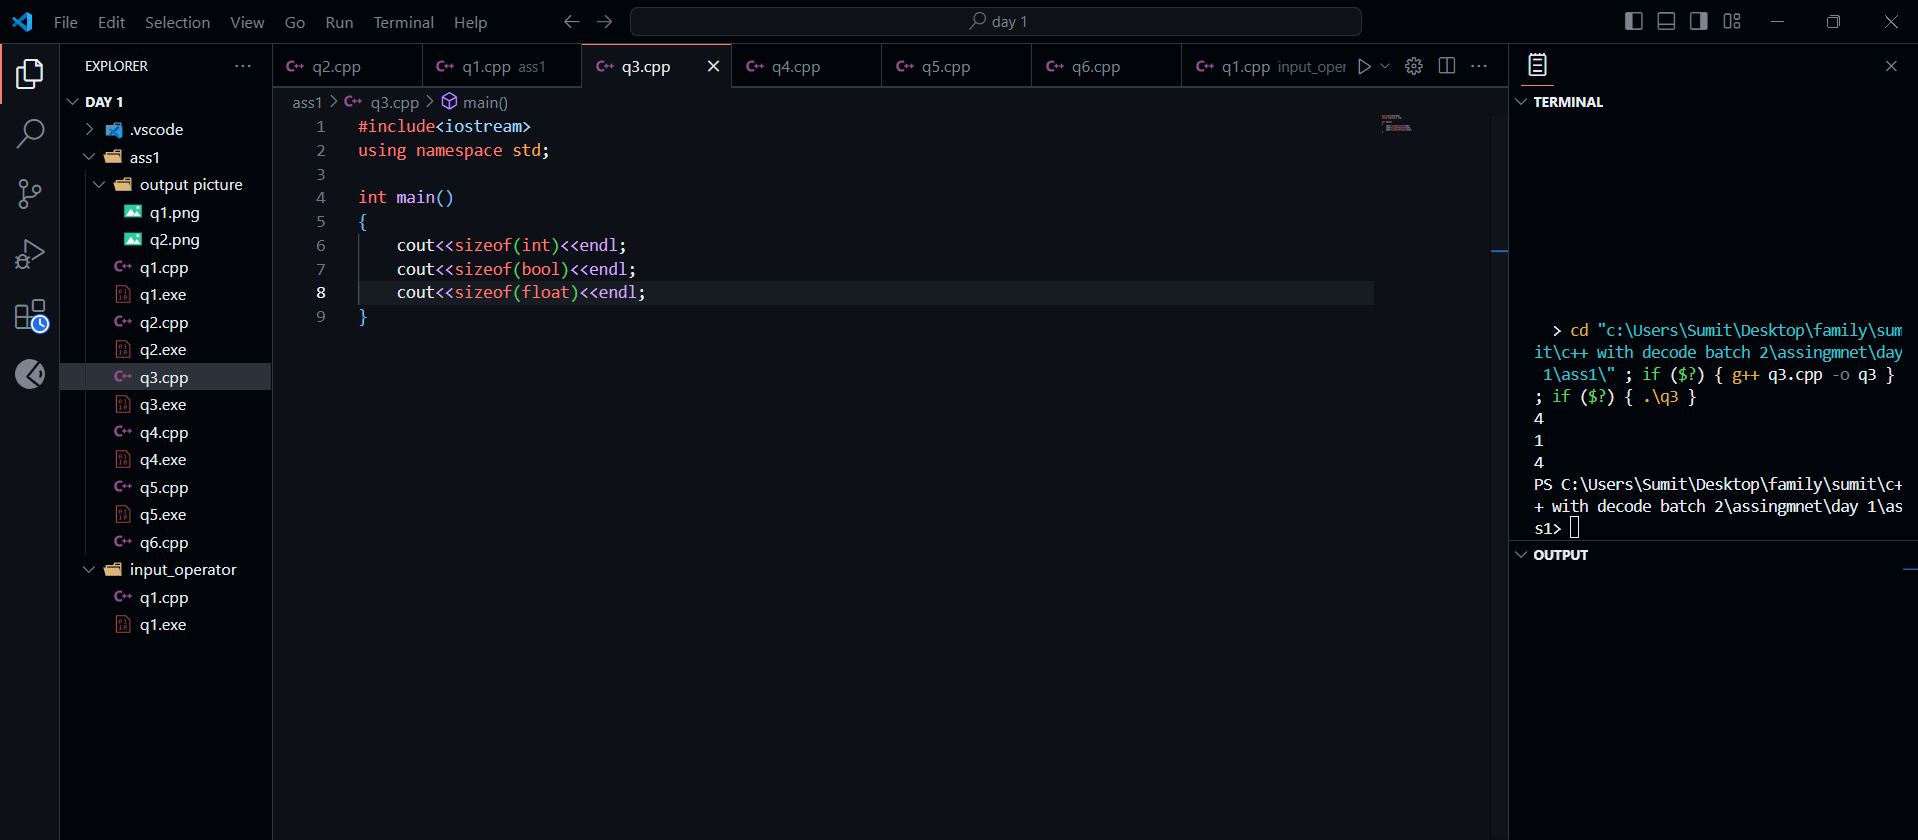 File Edit Selection View Go Run Terminal Help
day 1
EXPLORER
DAY 1
.vscode
ass1
output picture
q1.png
q2.png
C++ q1.cpp
q1.exe
C++ q2.cpp
q2.exe
C++ q3.cpp
q3.exe
C++ q4.cpp
q4.exe
C++ q5.cpp
q5.exe
C++ q6.cpp
input_operator
C++ q1.cpp
q1.exe
C++ q2.cpp C++ q1.cpp ass1 C++ q3.cpp C++ q4.cpp C++ q5.cpp C++ q6.cpp C++ q1.cpp input_oper
ass1 > C++ q3.cpp > main()
1 #include<iostream>
2 using namespace std;
3
4 int main()
5 {
6 cout<<sizeof(int)<<endl;
7 cout<<sizeof(bool)<<endl;
8 cout<<sizeof(float)<<endl;
9 }
TERMINAL
> cd "c:\Users\Sumit\Desktop\family\sum
it\c++ with decode batch 2\assingmnet\day
1\ass1\" ; if ($?) { g++ q3.cpp -o q3 }
; if ($?) { .\q3 }
4
1
4
PS C:\Users\Sumit\Desktop\family\sumit\c+
+ with decode batch 2\assingmnet\day 1\as
s1>
OUTPUT